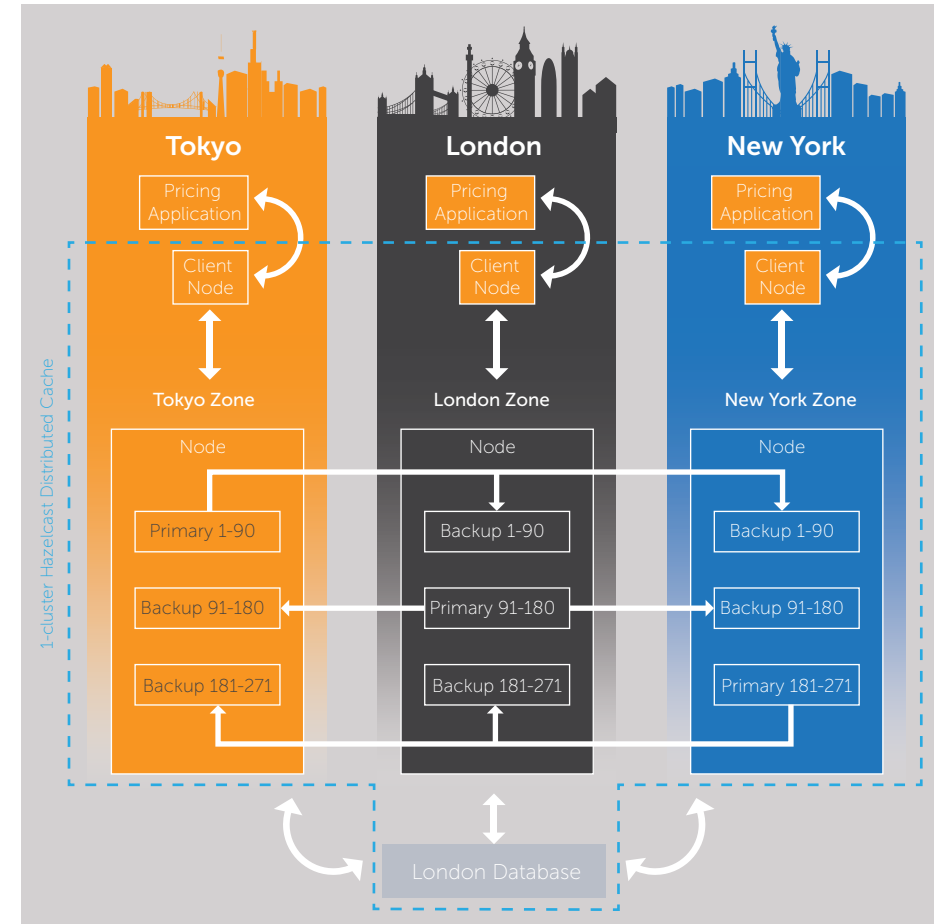 Tokyo
London
New York
Pricing
Application
Pricing
Application
Pricing
Application
Client
Node
Client
Node
Client
Node
1-cluster Hazelcast Distributed Cache
Tokyo Zone
London Zone
New York Zone
Node
Node
Node
Primary 1-90
Backup 1-90
Backup 1-90
Backup 91-180
Primary 91-180
Backup 91-180
Backup 181-271
Backup 181-271
Primary 181-271
London Database